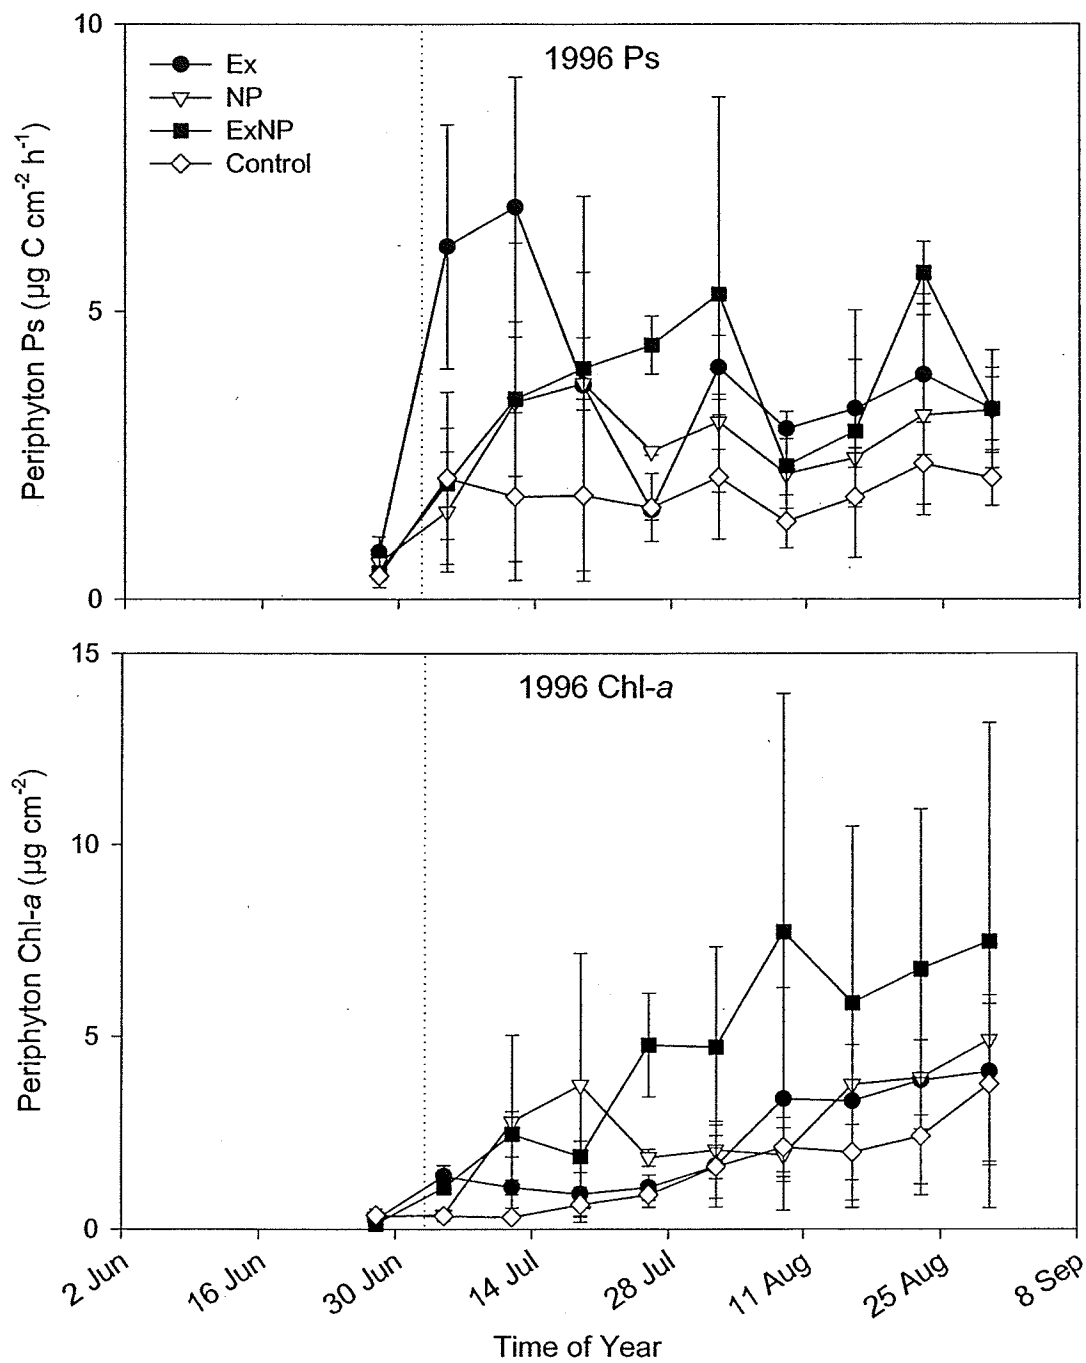 10
1996 Ps
Ex
NP
ExNP
Control
5
0
Periphyton Ps (µg C cm⁻² h⁻¹)
15
1996 Chl-a
10
5
0
Periphyton Chl-a (µg cm⁻²)
2 Jun 16 Jun 30 Jun 14 Jul 28 Jul 11 Aug 25 Aug 8 Sep
Time of Year